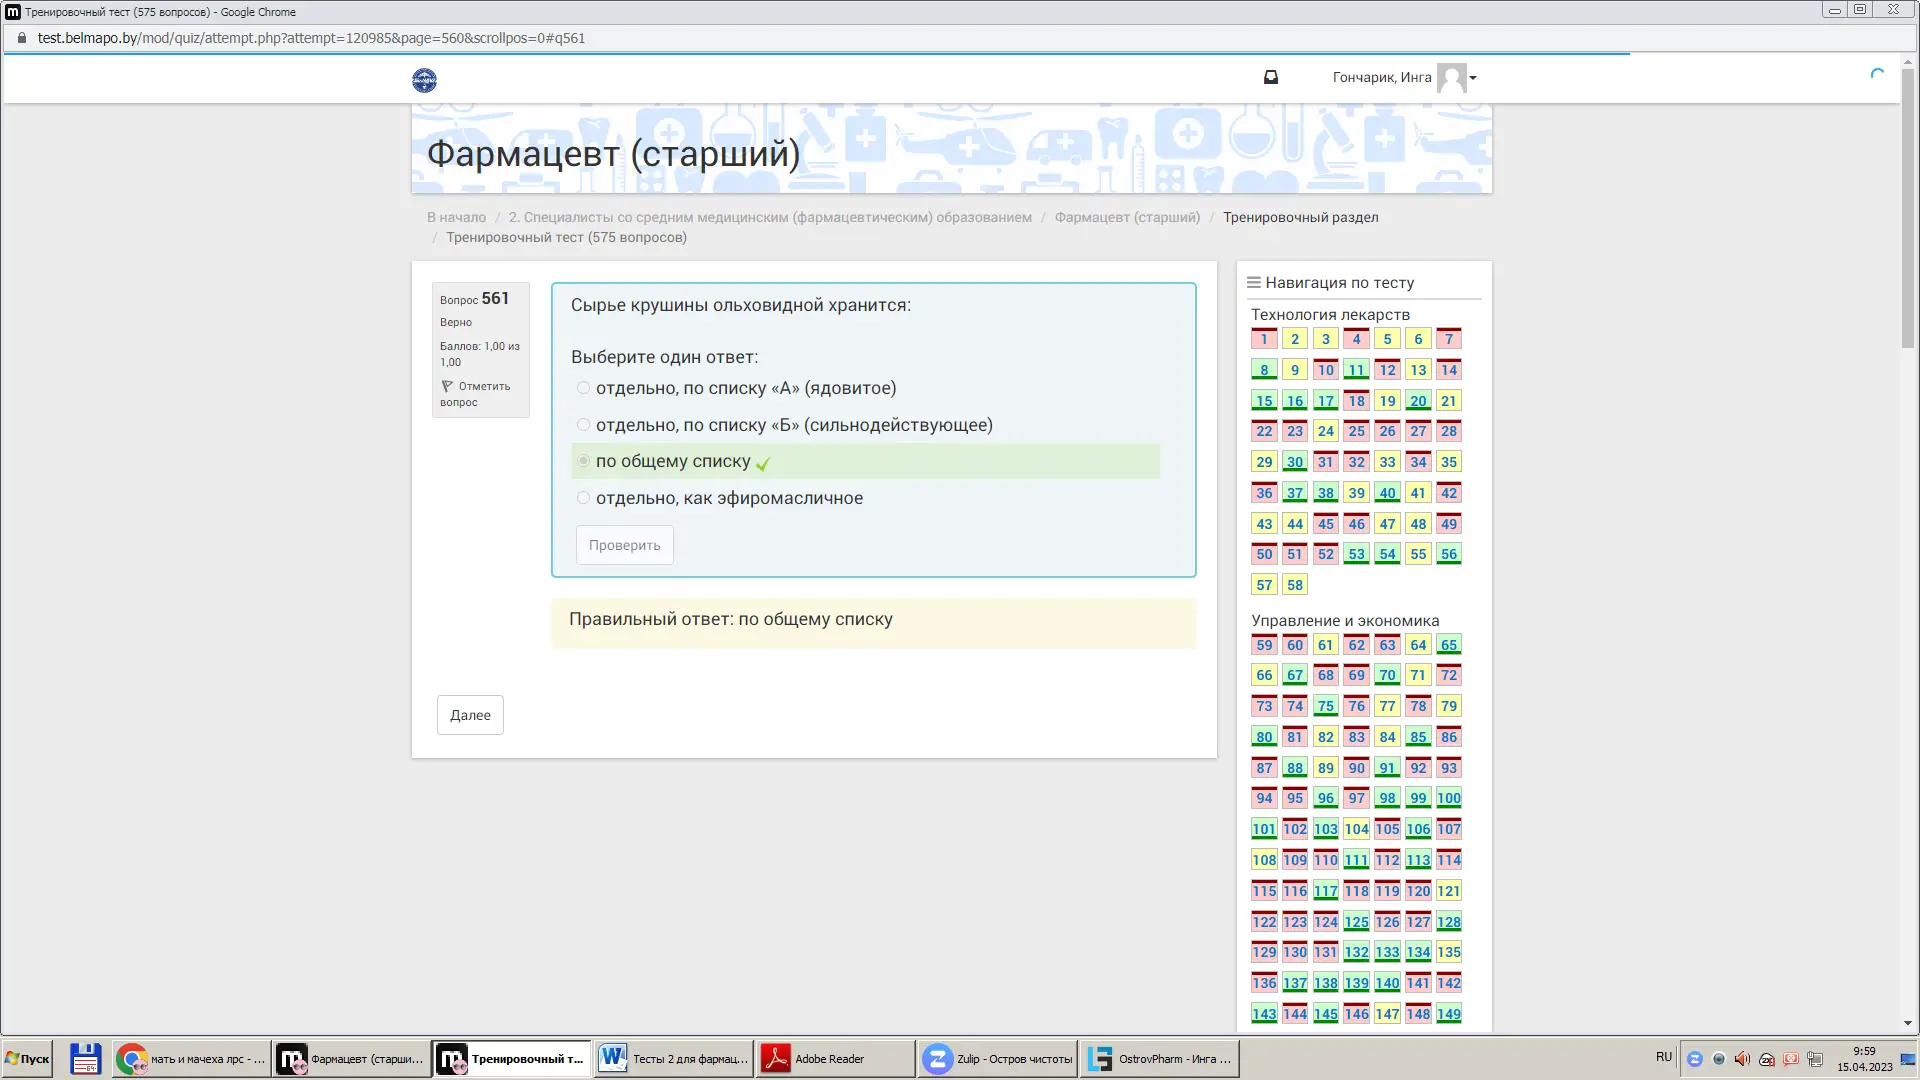 Тренировочный тест (575 вопросов) - Google Chrome
test.belmapo.by/mod/quiz/attempt.php?attempt=120985&page=560&scrollpos=0#q561
Гончарик, Инга
Фармацевт (старший)
В начало / 2. Специалисты со средним медицинским (фармацевтическим) образованием / Фармацевт (старший) / Тренировочный раздел
/ Тренировочный тест (575 вопросов)
Вопрос 561
Верно
Баллов: 1,00 из
1,00
Отметить
вопрос
Сырье крушины ольховидной хранится:
Выберите один ответ:
отдельно, по списку «А» (ядовитое)
отдельно, по списку «Б» (сильнодействующее)
по общему списку
отдельно, как эфиромасличное
Проверить
Правильный ответ: по общему списку
Далее
Навигация по тесту
Технология лекарств
1 2 3 4 5 6 7
8 9 10 11 12 13 14
15 16 17 18 19 20 21
22 23 24 25 26 27 28
29 30 31 32 33 34 35
36 37 38 39 40 41 42
43 44 45 46 47 48 49
50 51 52 53 54 55 56
57 58
Управление и экономика
59 60 61 62 63 64 65
66 67 68 69 70 71 72
73 74 75 76 77 78 79
80 81 82 83 84 85 86
87 88 89 90 91 92 93
94 95 96 97 98 99 100
101 102 103 104 105 106 107
108 109 110 111 112 113 114
115 116 117 118 119 120 121
122 123 124 125 126 127 128
129 130 131 132 133 134 135
136 137 138 139 140 141 142
143 144 145 146 147 148 149
Пуск
мать и мачеха лрс - ...
Фармацевт (старши...
Тренировочный т...
Тесты 2 для фармац...
Adobe Reader
Zulip - Остров чистоты
OstrovPharm - Инга ...
RU
9:59
15.04.2023